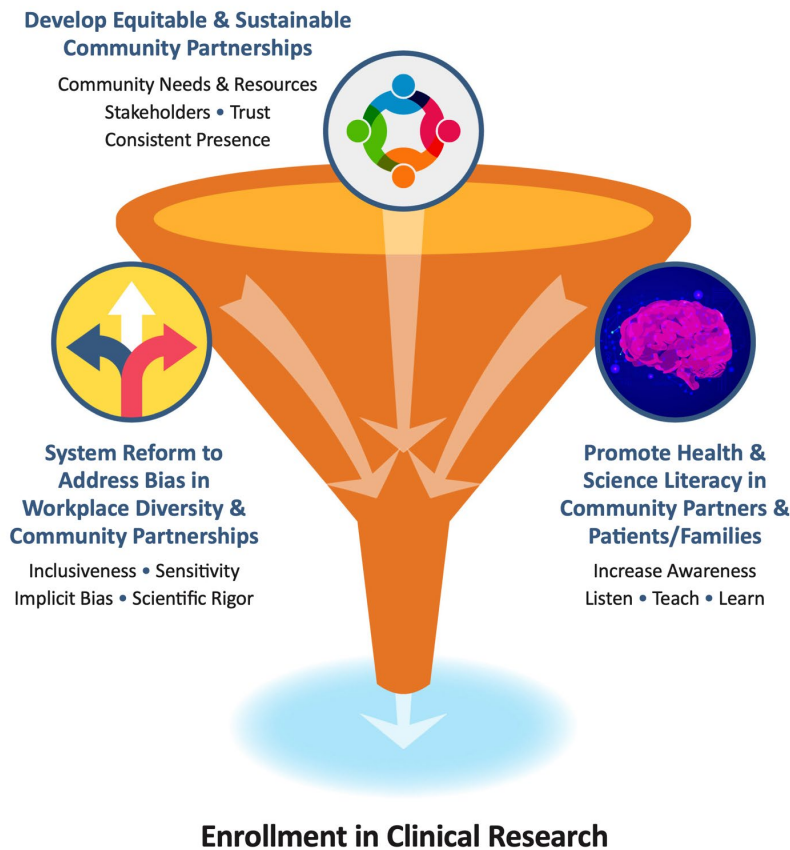 Develop Equitable & Sustainable
Community Partnerships
Community Needs & Resources
Stakeholders • Trust
Consistent Presence
System Reform to
Address Bias in
Workplace Diversity &
Community Partnerships
Inclusiveness • Sensitivity
Implicit Bias • Scientific Rigor
Promote Health &
Science Literacy in
Community Partners &
Patients/Families
Increase Awareness
Listen • Teach • Learn
Enrollment in Clinical Research